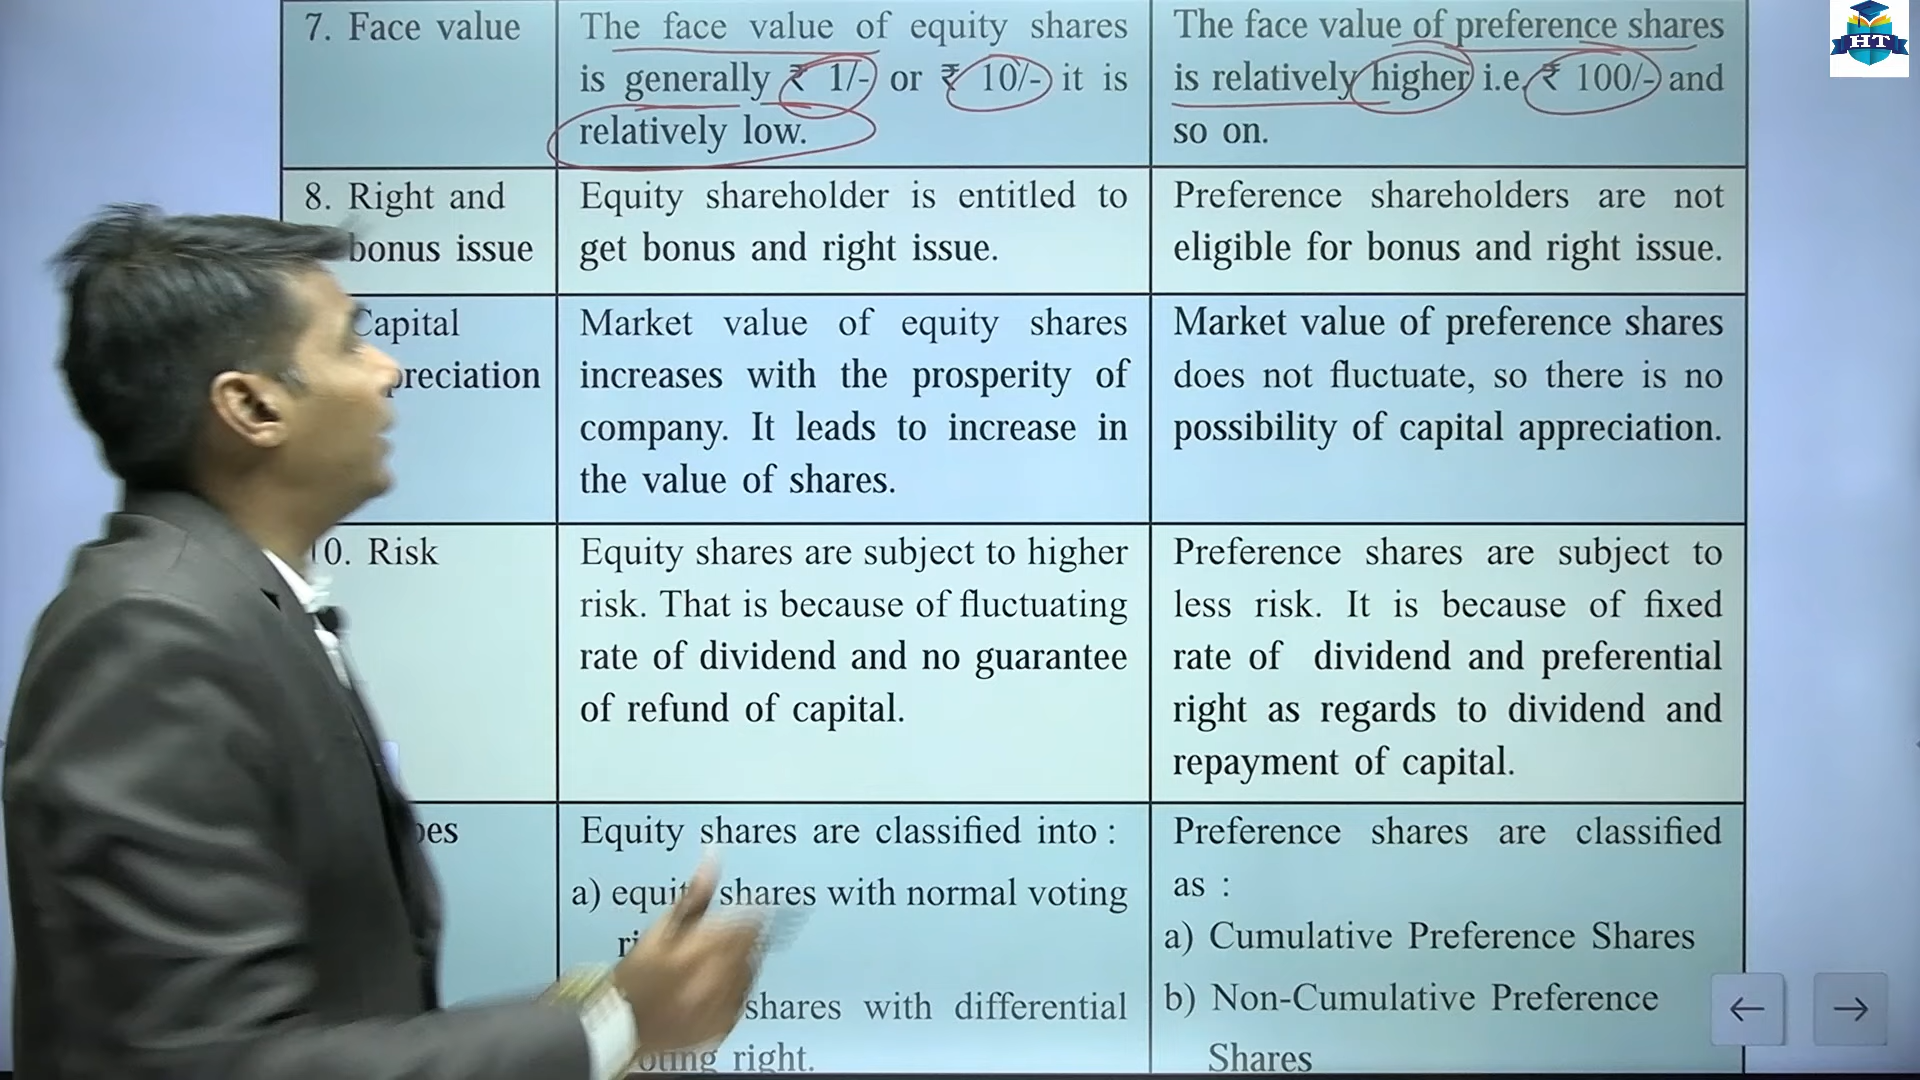 HT
7. Face value
The face value of equity shares
is generally ₹ 1/- or ₹ 10/- it is
relatively low.
The face value of preference shares
is relatively higher i.e. ₹ 100/- and
so on.
8. Right and
bonus issue
Equity shareholder is entitled to
get bonus and right issue.
Preference shareholders are not
eligible for bonus and right issue.
Capital
Market value of equity shares
increases with the prosperity of
company. It leads to increase in
the value of shares.
Market value of preference shares
does not fluctuate, so there is no
possibility of capital appreciation.
10. Risk
Equity shares are subject to higher
risk. That is because of fluctuating
rate of dividend and no guarantee
of refund of capital.
Preference shares are subject to
less risk. It is because of fixed
rate of dividend and preferential
right as regards to dividend and
repayment of capital.
Equity shares are classified into :
a) equity shares with normal voting
shares with differential
right.
Preference shares are classified
as :
a) Cumulative Preference Shares
b) Non-Cumulative Preference
Shares